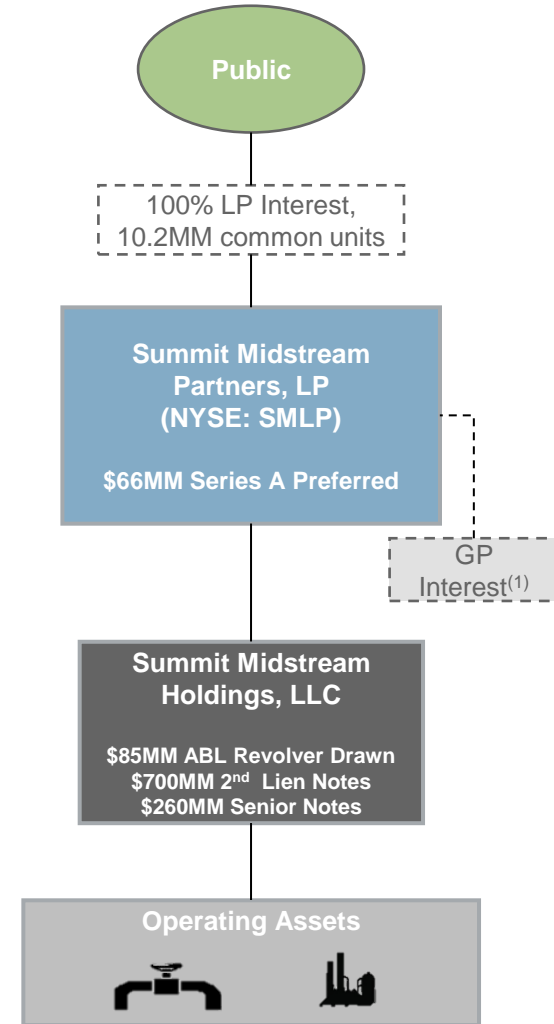 Public
100% LP Interest,
10.2MM common units
Summit Midstream
Partners, LP
(NYSE: SMLP)
$66MM Series A Preferred
GP
Interest(1)
Summit Midstream
Holdings, LLC
$85MM ABL Revolver Drawn
$700MM 2nd Lien Notes
$260MM Senior Notes
Operating Assets